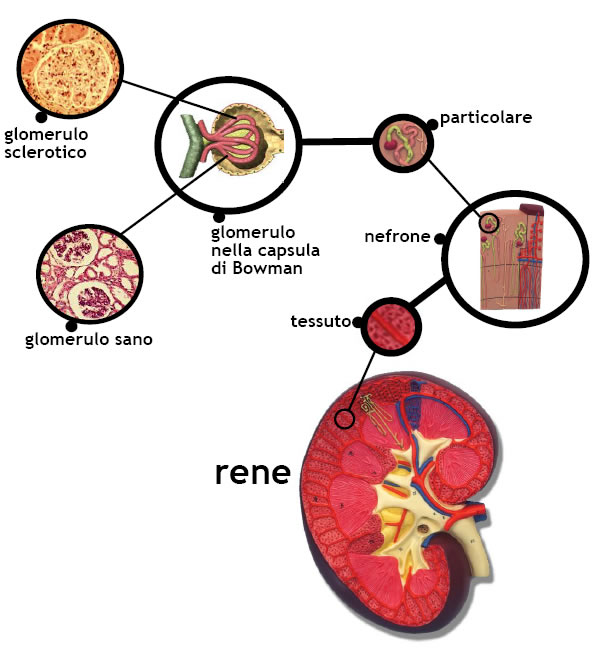 glomerulo
sclerotico
particolare
glomerulo
nella capsula
di Bowman
nefrone
glomerulo sano
tessuto
rene